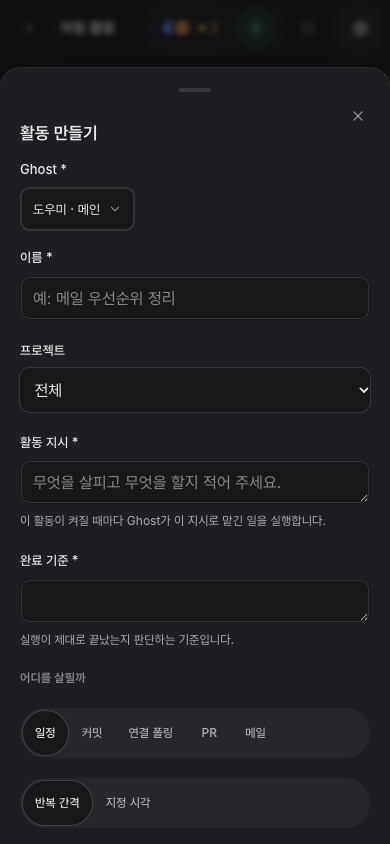 활동 만들기
Ghost *
도우미 · 메인
이름 *
예: 메일 우선순위 정리
프로젝트
전체
활동 지시 *
무엇을 살피고 무엇을 할지 적어 주세요.
이 활동이 켜질 때마다 Ghost가 이 지시로 맡긴 일을 실행합니다.
완료 기준 *
실행이 제대로 끝났는지 판단하는 기준입니다.
어디를 살필까
일정 커밋 연결 폴링 PR 메일
반복 간격 지정 시각